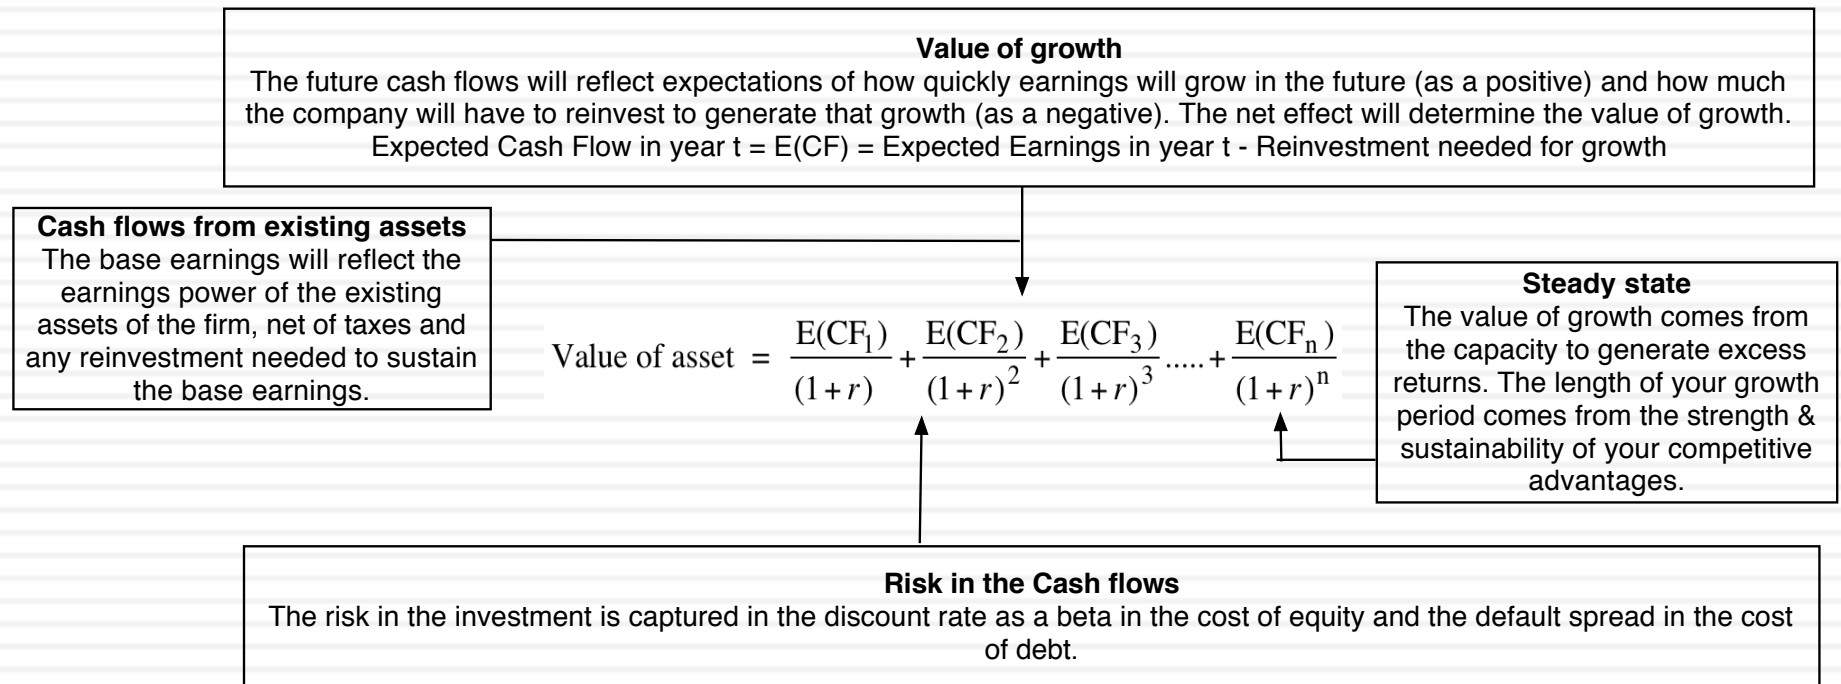 Value of growth
The future cash flows will reflect expectations of how quickly earnings will grow in the future (as a positive) and how much
the company will have to reinvest to generate that growth (as a negative). The net effect will determine the value of growth.
Expected Cash Flow in year t = E(CF) = Expected Earnings in year t - Reinvestment needed for growth
Cash flows from existing assets
The base earnings will reflect the
earnings power of the existing
assets of the firm, net of taxes and
any reinvestment needed to sustain
the base earnings.
Value of asset = E(CF₁)/(1+r) + E(CF₂)/(1+r)² + E(CF₃)/(1+r)³ ..... + E(CFₙ)/(1+r)ⁿ
Steady state
The value of growth comes from
the capacity to generate excess
returns. The length of your growth
period comes from the strength &
sustainability of your competitive
advantages.
Risk in the Cash flows
The risk in the investment is captured in the discount rate as a beta in the cost of equity and the default spread in the cost
of debt.